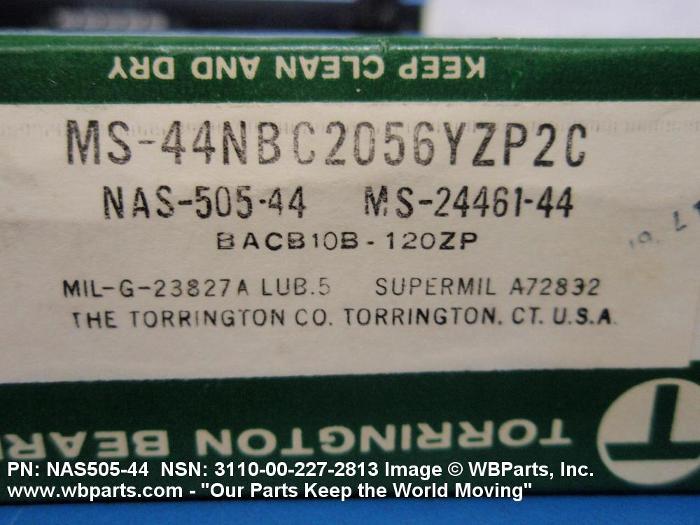 KEEP CLEAN AND DRY
MS-44NBC2056YZP2C
NAS-505-44 MS-24461-44
BACB10B-120ZP
MIL-G-23827A LUB.5 SUPERMIL A72832
THE TORRINGTON CO. TORRINGTON, CT. U.S.A.
TORRINGTON BEAR
PN: NAS505-44 NSN: 3110-00-227-2813 Image © WBParts, Inc.
www.wbparts.com - "Our Parts Keep the World Moving"